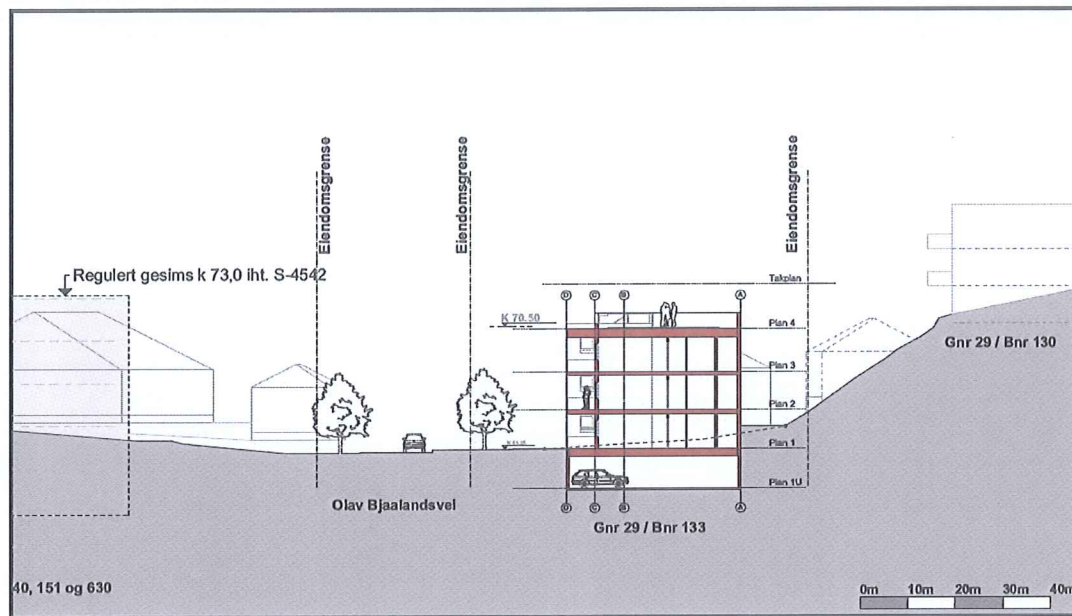 Eiendomsgrense
Eiendomsgrense
Eiendomsgrense
Regulert gesims k 73,0 iht. S-4542
Takplan
D C B A
K 70.50
Plan 4
Gnr 29 / Bnr 130
Plan 3
Plan 2
Plan 1
Plan 1U
Olav Bjaalandsvei
D C B A
Gnr 29 / Bnr 133
40, 151 og 630
0m 10m 20m 30m 40m